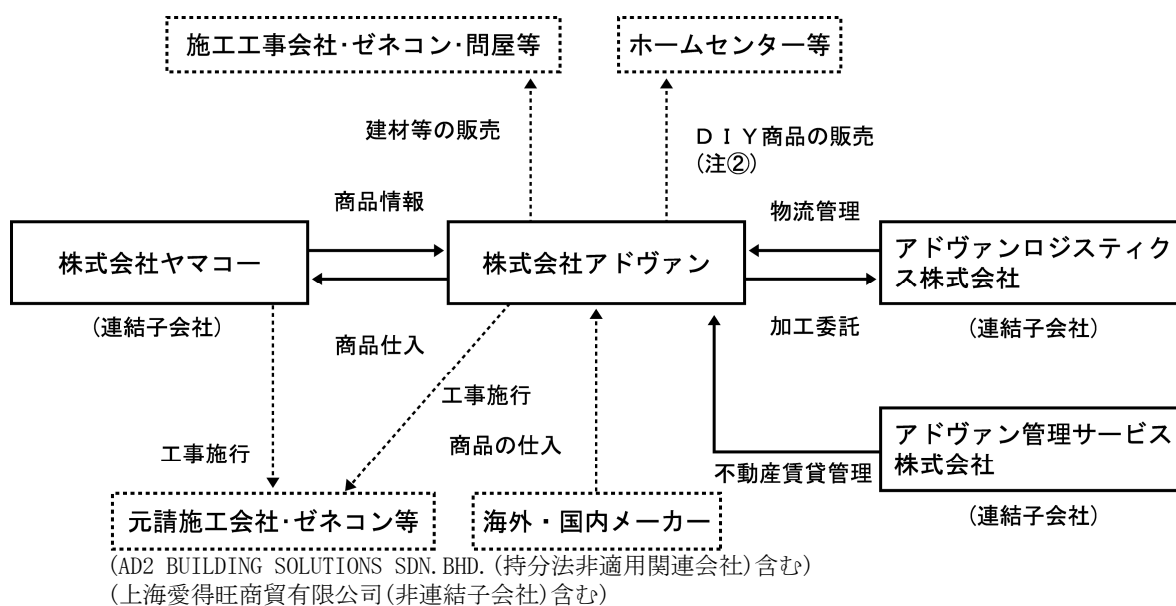 施工工事会社･ゼネコン･問屋等
ホームセンター等
建材等の販売
ＤＩＹ商品の販売
(注②)
商品情報
物流管理
株式会社ヤマコー
株式会社アドヴァン
アドヴァンロジスティク
ス株式会社
(連結子会社)
商品仕入
加工委託
(連結子会社)
工事施行
工事施行
商品の仕入
アドヴァン管理サービス
株式会社
不動産賃貸管理
(連結子会社)
元請施工会社･ゼネコン等
海外・国内メーカー
(AD2 BUILDING SOLUTIONS SDN.BHD.(持分法非適用関連会社)含む)
(上海愛得旺商貿有限公司(非連結子会社)含む)